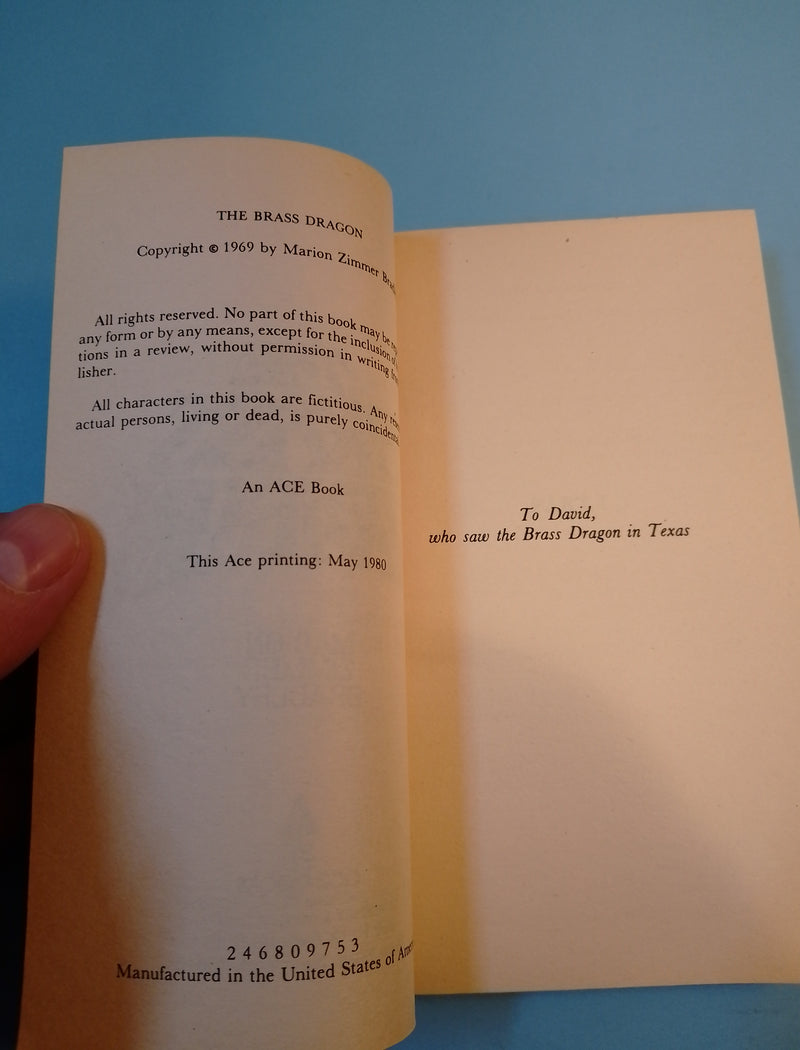 THE BRASS DRAGON
Copyright © 1969 by Marion Zimmer
All rights reserved. No part of this book may be
any form or by any means, except for the inclusion of
tions in a review, without permission in writing
lisher.
All characters in this book are fictitious. Any
actual persons, living or dead, is purely
An ACE Book
This Ace printing: May 1980
2 4 6 8 0 9 7 5 3
Manufactured in the United States of
To David,
who saw the Brass Dragon in Texas